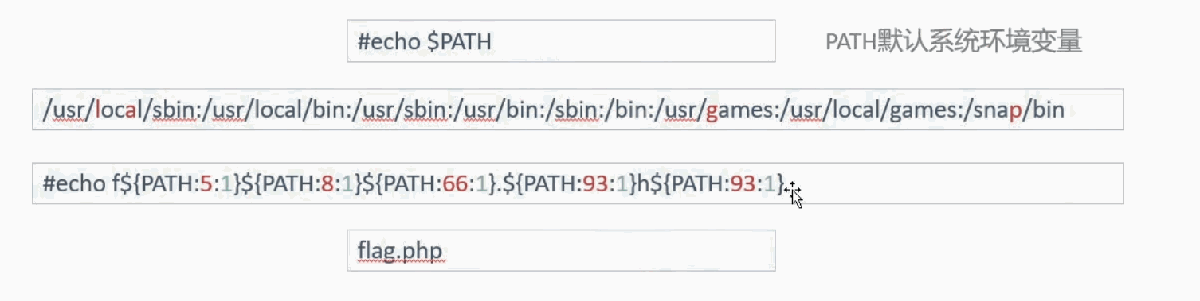 #echo $PATH
PATH默认系统环境变量
/usr/local/sbin:/usr/local/bin:/usr/sbin:/usr/bin:/sbin:/bin:/usr/games:/usr/local/games:/snap/bin
#echo f${PATH:5:1}${PATH:8:1}${PATH:66:1}.${PATH:93:1}h${PATH:93:1}
flag.php